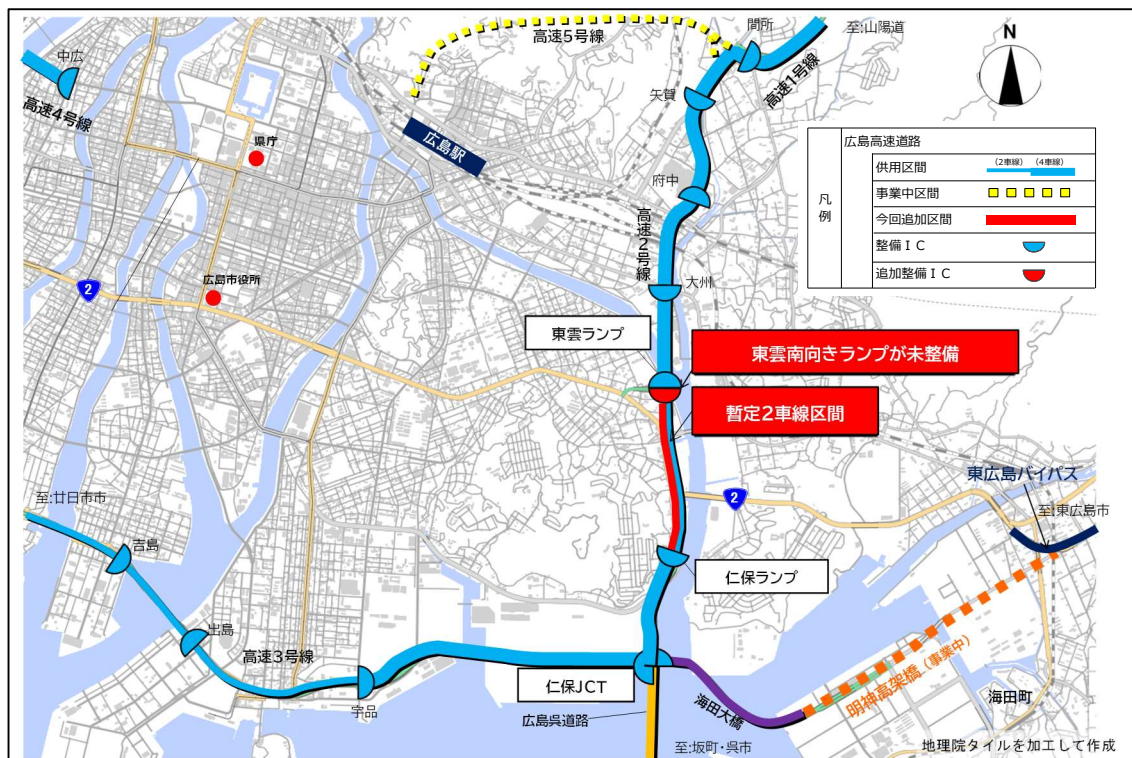 間所
至:山陽道
高速5号線
中広
高速4号線
高速1号線
N
矢賀
県庁
広島駅
広島高速道路
供用区間
(2車線)
(4車線)
事業中区間
今回追加区間
整備IC
追加整備IC
凡例
府中
高速2号線
広島市役所
2
大州
東雲ランプ
東雲南向きランプが未整備
暫定2車線区間
2
東広島バイパス
至:東広島市
至:廿日市市
吉島
仁保ランプ
出島
高速3号線
宇品
仁保JCT
広島呉道路
海田大橋
明神高架橋(事業中)
海田町
至:坂町・呉市
地理院タイルを加工して作成